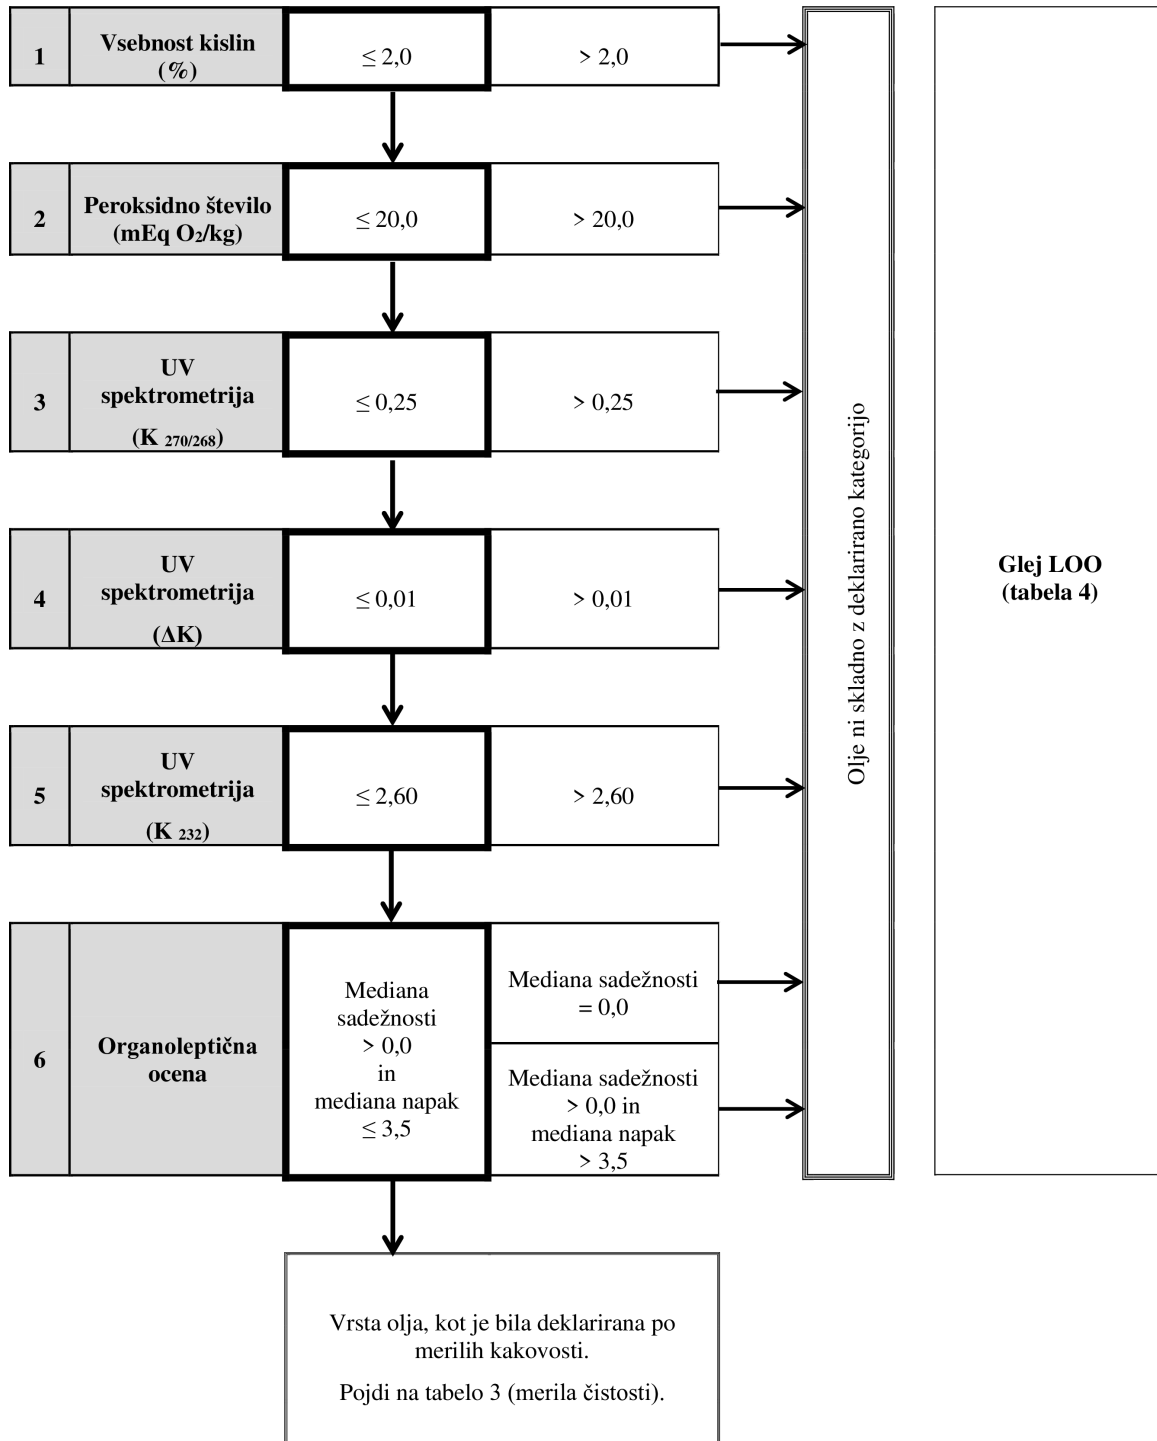 1
Vsebnost kislin
(%)
≤ 2,0
> 2,0
2
Peroksidno število
(mEq O₂/kg)
≤ 20,0
> 20,0
3
UV
spektrometrija
(K 270/268)
≤ 0,25
> 0,25
4
UV
spektrometrija
(ΔK)
≤ 0,01
> 0,01
5
UV
spektrometrija
(K 232)
≤ 2,60
> 2,60
6
Organoleptična
ocena
Mediana
sadežnosti
> 0,0
in
mediana napak
≤ 3,5
Mediana sadežnosti
= 0,0
Mediana sadežnosti
> 0,0 in
mediana napak
> 3,5
Olje ni skladno z deklarirano kategorijo
Glej LOO
(tabela 4)
Vrsta olja, kot je bila deklarirana po
merilih kakovosti.
Pojdi na tabelo 3 (merila čistosti).